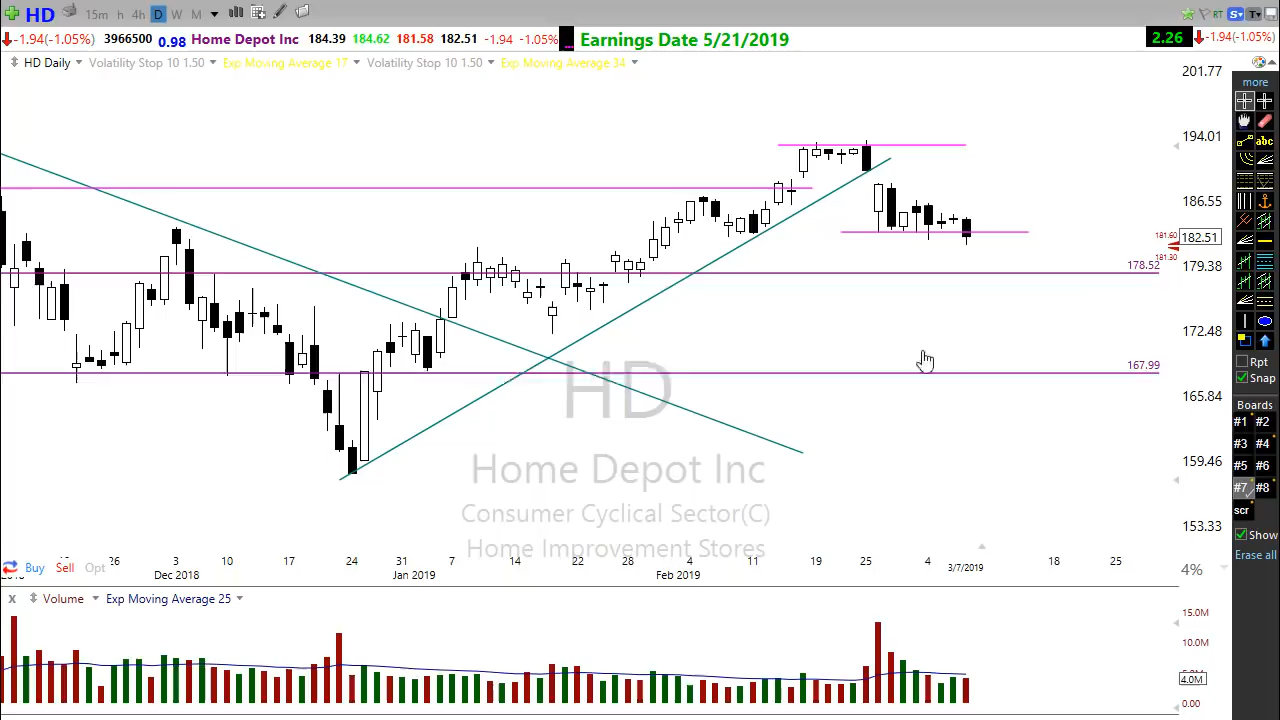 HD 15m h 4h D W M RT S T
-1.94(-1.05%) 3966500 0.98 Home Depot Inc 184.39 184.62 181.58 182.51 -1.94 -1.05% Earnings Date 5/21/2019 2.26 -1.94(-1.05%)
HD Daily Volatility Stop 10 1.50 Exp Moving Average 17 Volatility Stop 10 1.50 Exp Moving Average 34
201.77
more
194.01
abc
186.55
181.60
182.51
181.30
178.52
179.38
172.48
Rpt
167.99
Snap
165.84
HD
Boards
#1 #2
#3 #4
Home Depot Inc
159.46
#5 #6
#7 #8
Consumer Cyclical Sector(C)
scr
153.33
Show
Home Improvement Stores
Erase all
26 3 10 17 24 31 7 14 22 28 4 11 19 25 4 3/7/2019 18 25
Buy Sell Opt
Dec 2018 Jan 2019 Feb 2019
4%
X Volume Exp Moving Average 25
15.0M
10.0M
4.0M
0.00